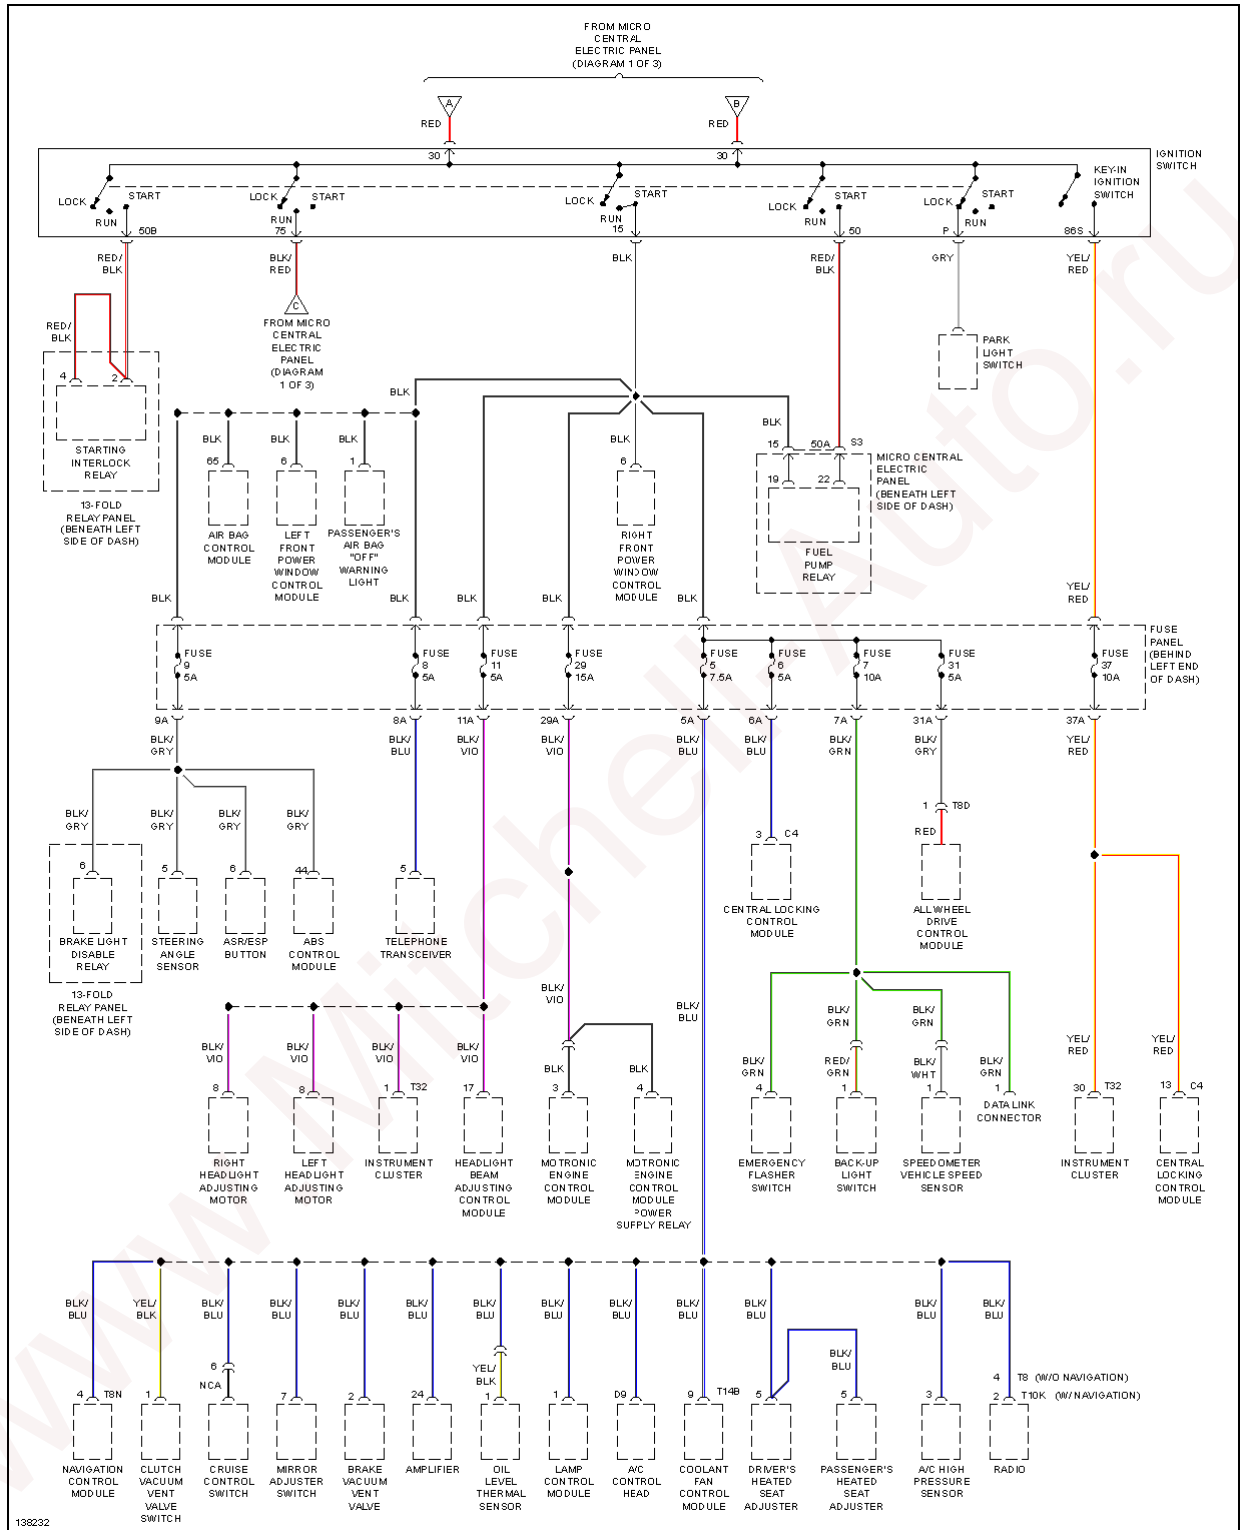 FROM MICRO
CENTRAL
ELECTRIC PANEL
(DIAGRAM 1 OF 3)
A
B
RED
RED
30
30
IGNITION
SWITCH
LOCK
START
RUN
LOCK
START
RUN
LOCK
START
RUN
LOCK
START
RUN
LOCK
START
RUN
KEY-IN
IGNITION
SWITCH
50B
75
15
50
P
86S
RED/
BLK
BLK/
RED
BLK
RED/
BLK
GRY
YEL/
RED
C
FROM MICRO
CENTRAL
ELECTRIC
PANEL
(DIAGRAM
1 OF 3)
RED/
BLK
4
2
STARTING
INTERLOCK
RELAY
13-FOLD
RELAY PANEL
(BENEATH LEFT
SIDE OF DASH)
PARK
LIGHT
SWITCH
BLK
BLK
BLK
BLK
BLK
BLK
65
6
1
6
15
50A
S3
19
22
MICRO CENTRAL
ELECTRIC
PANEL
(BENEATH LEFT
SIDE OF DASH)
AIR BAG
CONTROL
MODULE
LEFT
FRONT
POWER
WINDOW
CONTROL
MODULE
PASSENGER'S
AIR BAG
"OFF"
WARNING
LIGHT
RIGHT
FRONT
POWER
WINDOW
CONTROL
MODULE
FUEL
PUMP
RELAY
BLK
BLK
BLK
BLK
BLK
YEL/
RED
FUSE
9
5A
FUSE
8
5A
FUSE
11
5A
FUSE
29
15A
FUSE
5
7.5A
FUSE
6
5A
FUSE
7
10A
FUSE
31
5A
FUSE
37
10A
FUSE
PANEL
(BEHIND
LEFT END
OF DASH)
9A
8A
11A
29A
5A
6A
7A
31A
37A
BLK/
GRY
BLK/
BLU
BLK/
VIO
BLK/
VIO
BLK/
BLU
BLK/
BLU
BLK/
GRN
BLK/
GRY
YEL/
RED
BLK/
GRY
BLK/
GRY
BLK/
GRY
BLK/
GRY
1
T8D
RED
3
C4
6
5
6
44
5
BRAKE LIGHT
DISABLE
RELAY
STEERING
ANGLE
SENSOR
ASR/ESP
BUTTON
ABS
CONTROL
MODULE
TELEPHONE
TRANSCEIVER
CENTRAL LOCKING
CONTROL
MODULE
ALL WHEEL
DRIVE
CONTROL
MODULE
13-FOLD
RELAY PANEL
(BENEATH LEFT
SIDE OF DASH)
BLK/
VIO
BLK/
BLU
BLK/
VIO
BLK/
VIO
BLK/
VIO
BLK/
VIO
BLK
BLK
BLK/
GRN
BLK/
GRN
BLK/
GRN
RED/
GRN
BLK/
WHT
BLK/
GRN
YEL/
RED
YEL/
RED
8
8
1
T32
17
3
4
4
1
1
1
30
T32
13
C4
DATA LINK
CONNECTOR
RIGHT
HEADLIGHT
ADJUSTING
MOTOR
LEFT
HEADLIGHT
ADJUSTING
MOTOR
INSTRUMENT
CLUSTER
HEADLIGHT
BEAM
ADJUSTING
CONTROL
MODULE
MOTRONIC
ENGINE
CONTROL
MODULE
MOTRONIC
ENGINE
CONTROL
MODULE
POWER
SUPPLY RELAY
EMERGENCY
FLASHER
SWITCH
BACK-UP
LIGHT
SWITCH
SPEEDOMETER
VEHICLE SPEED
SENSOR
INSTRUMENT
CLUSTER
CENTRAL
LOCKING
CONTROL
MODULE
BLK/
BLU
YEL/
BLK
BLK/
BLU
BLK/
BLU
BLK/
BLU
BLK/
BLU
BLK/
BLU
BLK/
BLU
BLK/
BLU
BLK/
BLU
BLK/
BLU
BLK/
BLU
BLK/
BLU
6
NCA
YEL/
BLK
BLK/
BLU
4
T8 (W/O NAVIGATION)
4
T8N
1
7
2
24
1
1
D9
9
T14B
5
5
3
2
T10K (W/NAVIGATION)
NAVIGATION
CONTROL
MODULE
CLUTCH
VACUUM
VENT
VALVE
SWITCH
CRUISE
CONTROL
SWITCH
MIRROR
ADJUSTER
SWITCH
BRAKE
VACUUM
VENT
VALVE
AMPLIFIER
OIL
LEVEL
THERMAL
SENSOR
LAMP
CONTROL
MODULE
A/C
CONTROL
HEAD
COOLANT
FAN
CONTROL
MODULE
DRIVER'S
HEATED
SEAT
ADJUSTER
PASSENGER'S
HEATED
SEAT
ADJUSTER
A/C HIGH
PRESSURE
SENSOR
RADIO
138232
www.Mitchell-Auto.ru